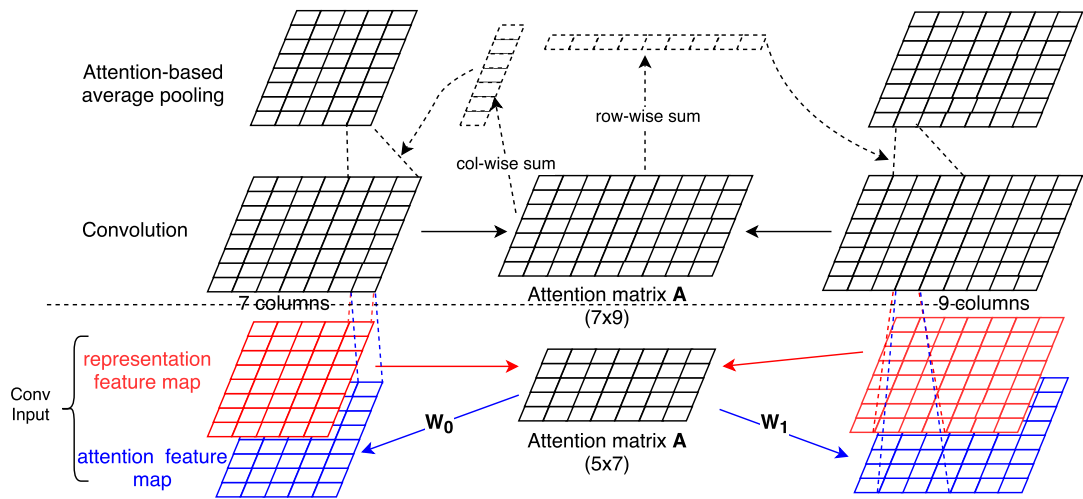 Attention-based
average pooling
col-wise sum
row-wise sum
Convolution
7 columns
Attention matrix A
(7x9)
9 columns
Conv
Input
representation
feature map
attention feature
map
W0
Attention matrix A
(5x7)
W1